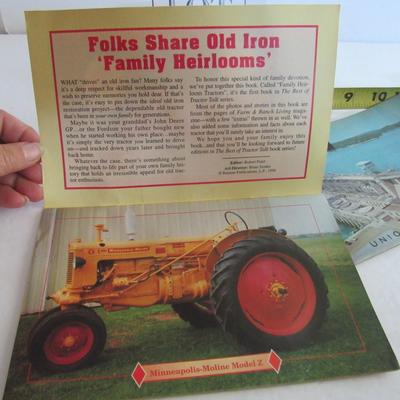 Folks Share Old Iron
'Family Heirlooms'
WHAT "drives" an old iron fan? Many folks say
it's a deep respect for skillful workmanship and a
wish to preserve memories you hold dear. If that's
the case, it's easy to pin down the ideal old iron
restoration project—the dependable old tractor
that's been in your own family for generations.
Maybe it was your granddad's John Deere
GP...or the Fordson your father bought new
when he started working his own place...maybe
it's simply the very tractor you learned to drive
on—and tracked down years later and brought
back home.
Whatever the case, there's something about
bringing back to life part of your own family
history that holds an irresistible appeal for old tractor
enthusiasts.
To honor this special kind of family devotion,
we've put together this book. Called "Family Heirloom
Tractors", it's the first book in The Best of
Tractor Talk series.
Most of the photos and stories in this book are
from the pages of Farm & Ranch Living magazine—with
a few "extras" thrown in as well. We've
also added some information and facts about each
tractor that you'll surely take an interest in.
We hope you and your family enjoy this
book...and that you'll be looking forward to future
editions in The Best of Tractor Talk book series!
Minneapolis-Moline Model Z
9 10
UNIO